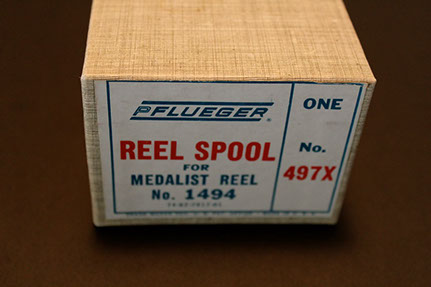 PFLUEGER®
REEL SPOOL
FOR
MEDALIST REEL
No. 1494
ONE
No.
497X